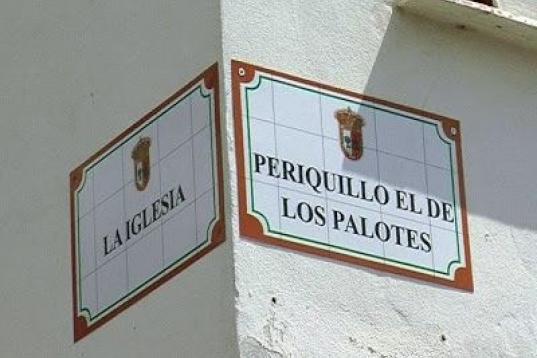 LA IGLESIA
PERIQUILLO EL DE
LOS PALOTES